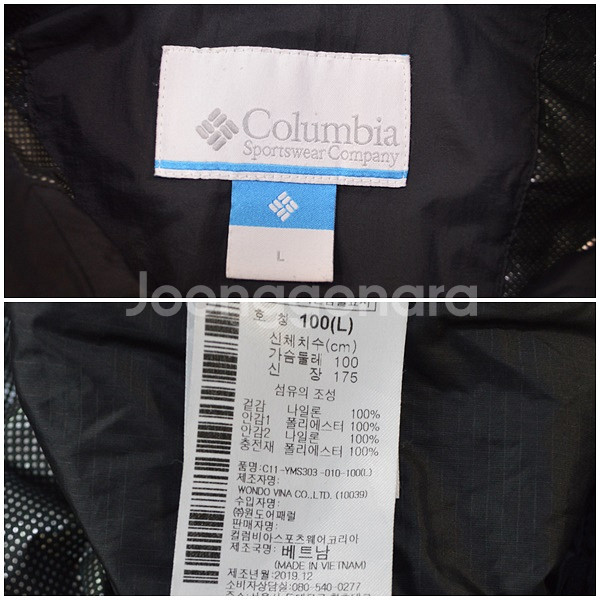 Columbia
Sportswear Company
L
Joonggonara
호 칭 100(L)
신체치수(cm)
가슴둘레 100
신 장 175
섬유의 조성
겉감 나일론 100%
안감1 폴리에스터 100%
안감2 나일론 100%
충전재 폴리에스터 100%
품명:C11-YMS303-010-100(L)
제조자명:
WONDO VINA CO.,LTD. (10039)
수입자명:
㈜원도어패럴
판매자명:
컬럼비아스포츠웨어코리아
제조국명: 베트남
(MADE IN VIETNAM)
제조년월:2019.12
소비자상담실:080-540-0277